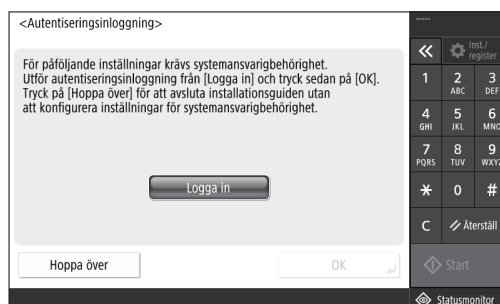 <Autentiseringsinloggning>
För påföljande inställningar krävs systemansvarigbehörighet.
Utför autentiseringsinloggning från [Logga in] och tryck sedan på [OK].
Tryck på [Hoppa över] för att avsluta installationsguiden utan
att konfigurera inställningar för systemansvarigbehörighet.
Logga in
Hoppa över
OK
-----
Inst./
register
1 2 3
ABC DEF
4 5 6
GHI JKL MNO
7 8 9
PQRS TUV WXYZ
* 0 #
C Återställ
Start
Statusmonitor